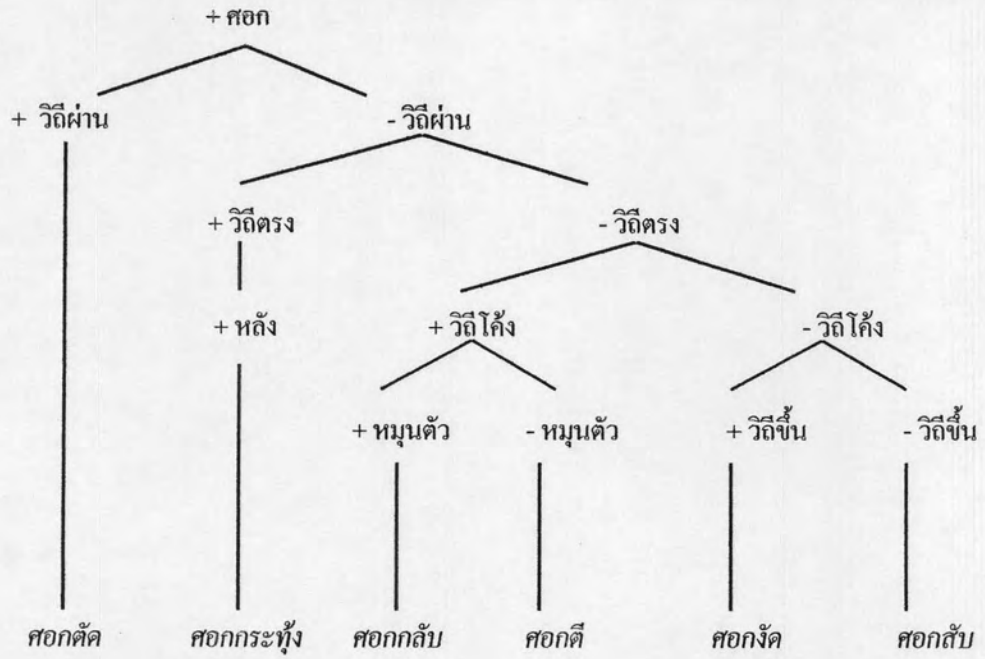 + ศอก
+ วิถีผ่าน - วิถีผ่าน
+ วิถีตรง - วิถีตรง
+ หลัง + วิถีโค้ง - วิถีโค้ง
+ หมุนตัว - หมุนตัว + วิถีขึ้น - วิถีขึ้น
ศอกตัด ศอกกระทุ้ง ศอกกลับ ศอกตี ศอกงัด ศอกสับ